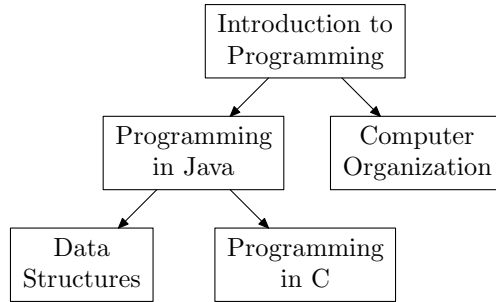 Introduction to
Programming
Programming
in Java
Computer
Organization
Data
Structures
Programming
in C